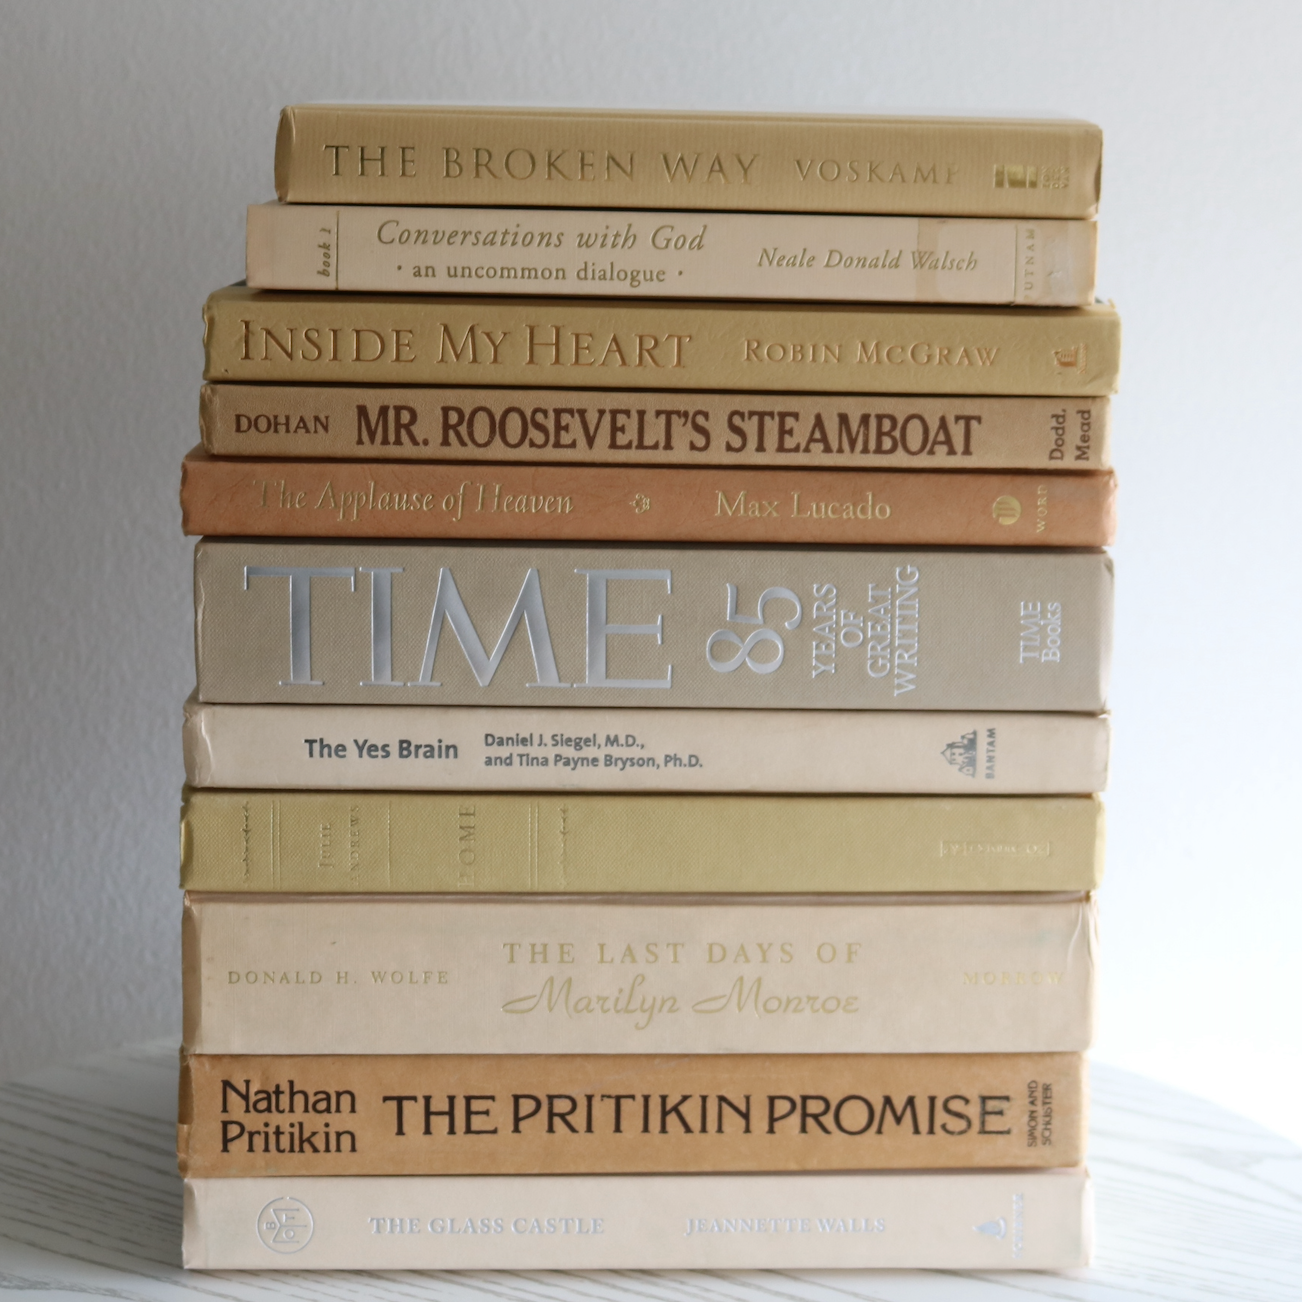 THE BROKEN WAY VOSKAMP
book 1
Conversations with God
· an uncommon dialogue ·
Neale Donald Walsch
PUTNAM
INSIDE MY HEART ROBIN MCGRAW
DOHAN MR. ROOSEVELT'S STEAMBOAT
Dodd,
Mead
The Applause of Heaven Max Lucado
WORD
TIME 85
YEARS
OF
GREAT
WRITING
TIME
Books
The Yes Brain
Daniel J. Siegel, M.D.,
and Tina Payne Bryson, Ph.D.
BANTAM
JULIE
ANDREWS
HOME
DONALD H. WOLFE
THE LAST DAYS OF
Marilyn Monroe
MORROW
Nathan
Pritikin
THE PRITIKIN PROMISE
SIMON AND
SCHUSTER
THE GLASS CASTLE JEANNETTE WALLS